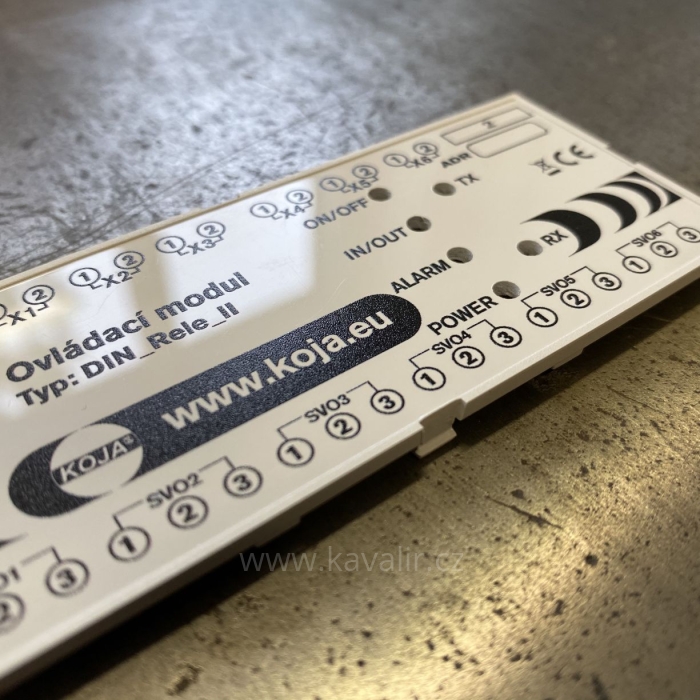 1 2 1 2 1 2 1 2 1 2
X1 X2 X3 X4 X5 X6
ADR 2
CE
ON/OFF TX
IN/OUT
ALARM RX
POWER
Ovládací modul
Typ: DIN_Rele_II
www.koja.eu
KOJA
2 3 1 2 3 1 2 3 1 2 3 1 2 3 1 2 3
SVO2 SVO3 SVO4 SVO5 SVO6
www.kavalir.cz